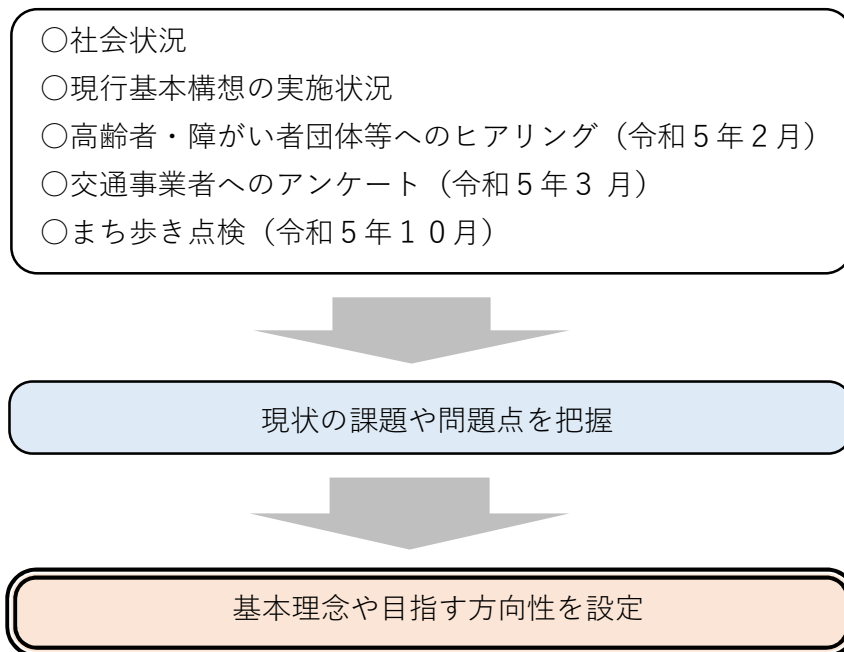 ○社会状況
○現行基本構想の実施状況
○高齢者・障がい者団体等へのヒアリング（令和５年２月）
○交通事業者へのアンケート（令和５年３ 月）
○まち歩き点検（令和５年１０月）
現状の課題や問題点を把握
基本理念や目指す方向性を設定